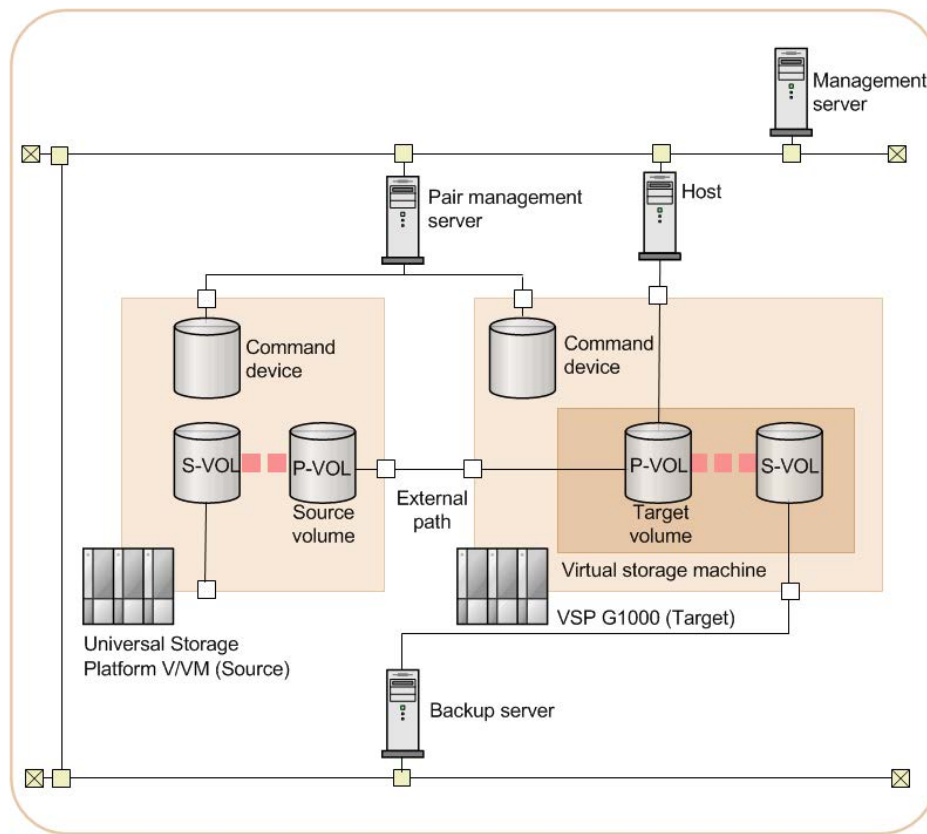 Management
server
Pair management
server
Host
Command
device
Command
device
S-VOL
P-VOL
P-VOL
S-VOL
Source
volume
External
path
Target
volume
Virtual storage machine
VSP G1000 (Target)
Universal Storage
Platform V/VM (Source)
Backup server